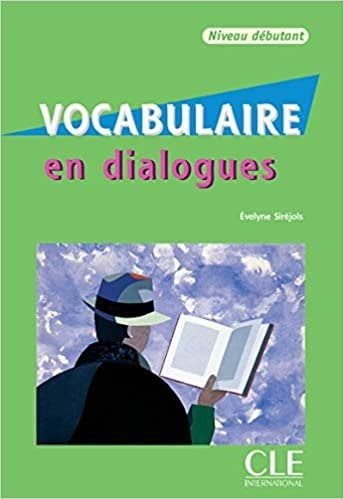 Niveau débutant
VOCABULAIRE
en dialogues
Évelyne Siréjols
CLE
INTERNATIONAL